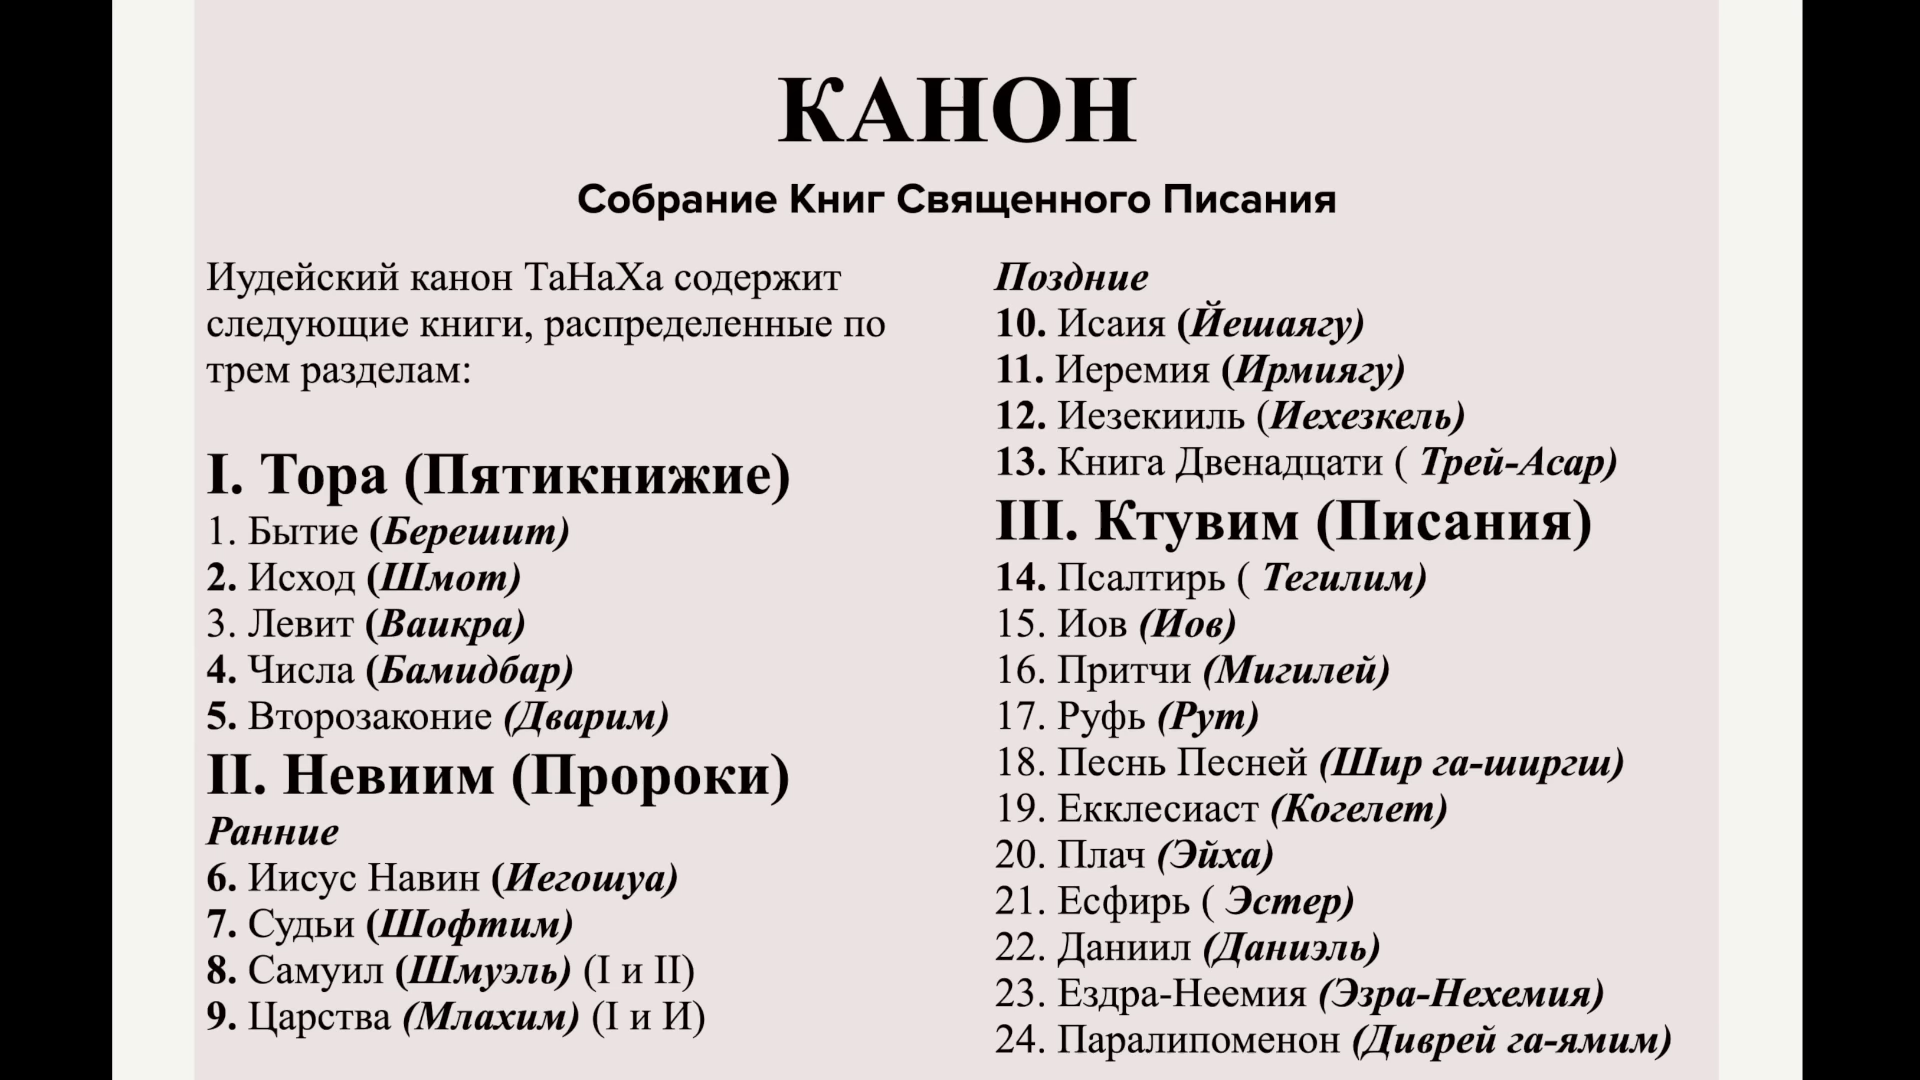 КАНОН
Собрание Книг Священного Писания
Иудейский канон ТаНаХа содержит
следующие книги, распределенные по
трем разделам:
I. Тора (Пятикнижие)
1. Бытие (Берешит)
2. Исход (Шмот)
3. Левит (Ваикра)
4. Числа (Бамидбар)
5. Второзаконие (Дварим)
II. Невиим (Пророки)
Ранние
6. Иисус Навин (Иегошуа)
7. Судьи (Шофтим)
8. Самуил (Шмуэль) (I и II)
9. Царства (Млахим) (I и И)
Поздние
10. Исаия (Йешаягу)
11. Иеремия (Ирмиягу)
12. Иезекииль (Иехезкель)
13. Книга Двенадцати ( Трей-Асар)
III. Ктувим (Писания)
14. Псалтирь ( Тегилим)
15. Иов (Иов)
16. Притчи (Мигилей)
17. Руфь (Рут)
18. Песнь Песней (Шир га-ширгш)
19. Екклесиаст (Когелет)
20. Плач (Эйха)
21. Есфирь ( Эстер)
22. Даниил (Даниэль)
23. Ездра-Неемия (Эзра-Нехемия)
24. Паралипоменон (Диврей га-ямим)